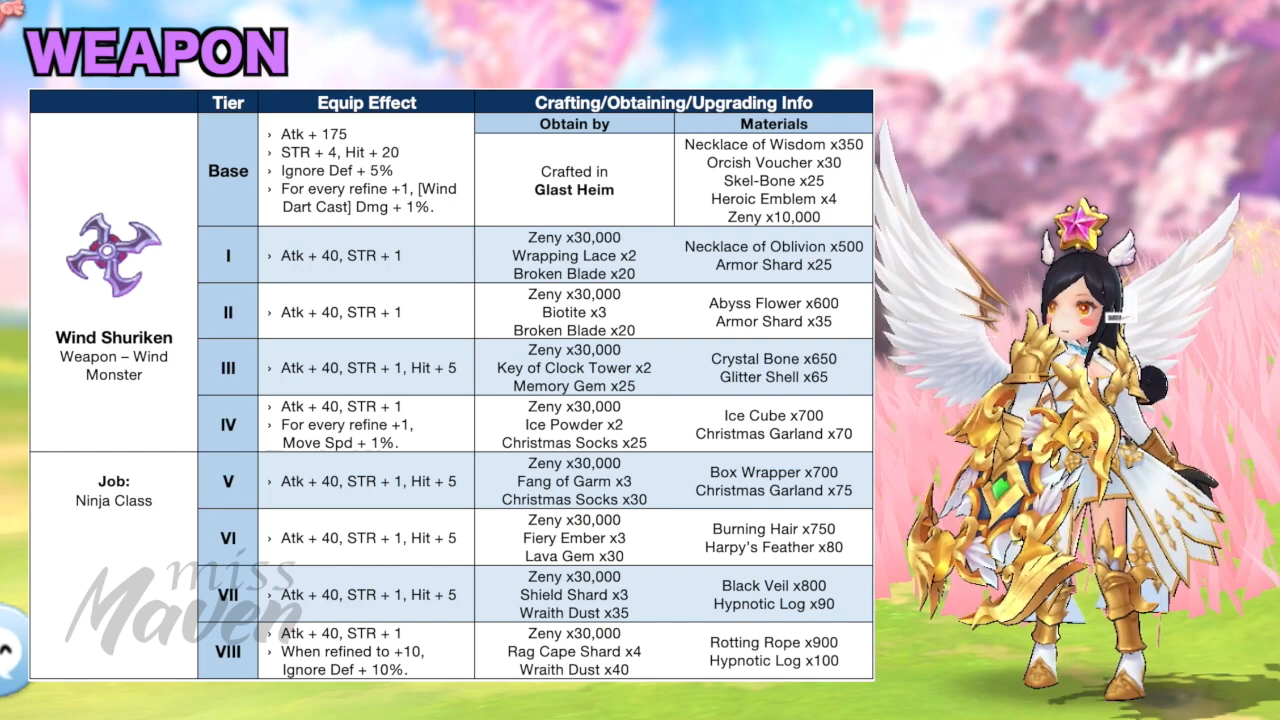 WEAPON
Tier
Equip Effect
Crafting/Obtaining/Upgrading Info
Obtain by
Materials
Wind Shuriken
Weapon – Wind
Monster
Job:
Ninja Class
Base
› Atk + 175
› STR + 4, Hit + 20
› Ignore Def + 5%
› For every refine +1, [Wind
Dart Cast] Dmg + 1%.
Crafted in
Glast Heim
Necklace of Wisdom x350
Orcish Voucher x30
Skel-Bone x25
Heroic Emblem x4
Zeny x10,000
I
› Atk + 40, STR + 1
Zeny x30,000
Wrapping Lace x2
Broken Blade x20
Necklace of Oblivion x500
Armor Shard x25
II
› Atk + 40, STR + 1
Zeny x30,000
Biotite x3
Broken Blade x20
Abyss Flower x600
Armor Shard x35
III
› Atk + 40, STR + 1, Hit + 5
Zeny x30,000
Key of Clock Tower x2
Memory Gem x25
Crystal Bone x650
Glitter Shell x65
IV
› Atk + 40, STR + 1
› For every refine +1,
Move Spd + 1%.
Zeny x30,000
Ice Powder x2
Christmas Socks x25
Ice Cube x700
Christmas Garland x70
V
› Atk + 40, STR + 1, Hit + 5
Zeny x30,000
Fang of Garm x3
Christmas Socks x30
Box Wrapper x700
Christmas Garland x75
VI
› Atk + 40, STR + 1, Hit + 5
Zeny x30,000
Fiery Ember x3
Lava Gem x30
Burning Hair x750
Harpy’s Feather x80
VII
› Atk + 40, STR + 1, Hit + 5
Zeny x30,000
Shield Shard x3
Wraith Dust x35
Black Veil x800
Hypnotic Log x90
VIII
› Atk + 40, STR + 1
› When refined to +10,
Ignore Def + 10%.
Zeny x30,000
Rag Cape Shard x4
Wraith Dust x40
Rotting Rope x900
Hypnotic Log x100
miss
Maven